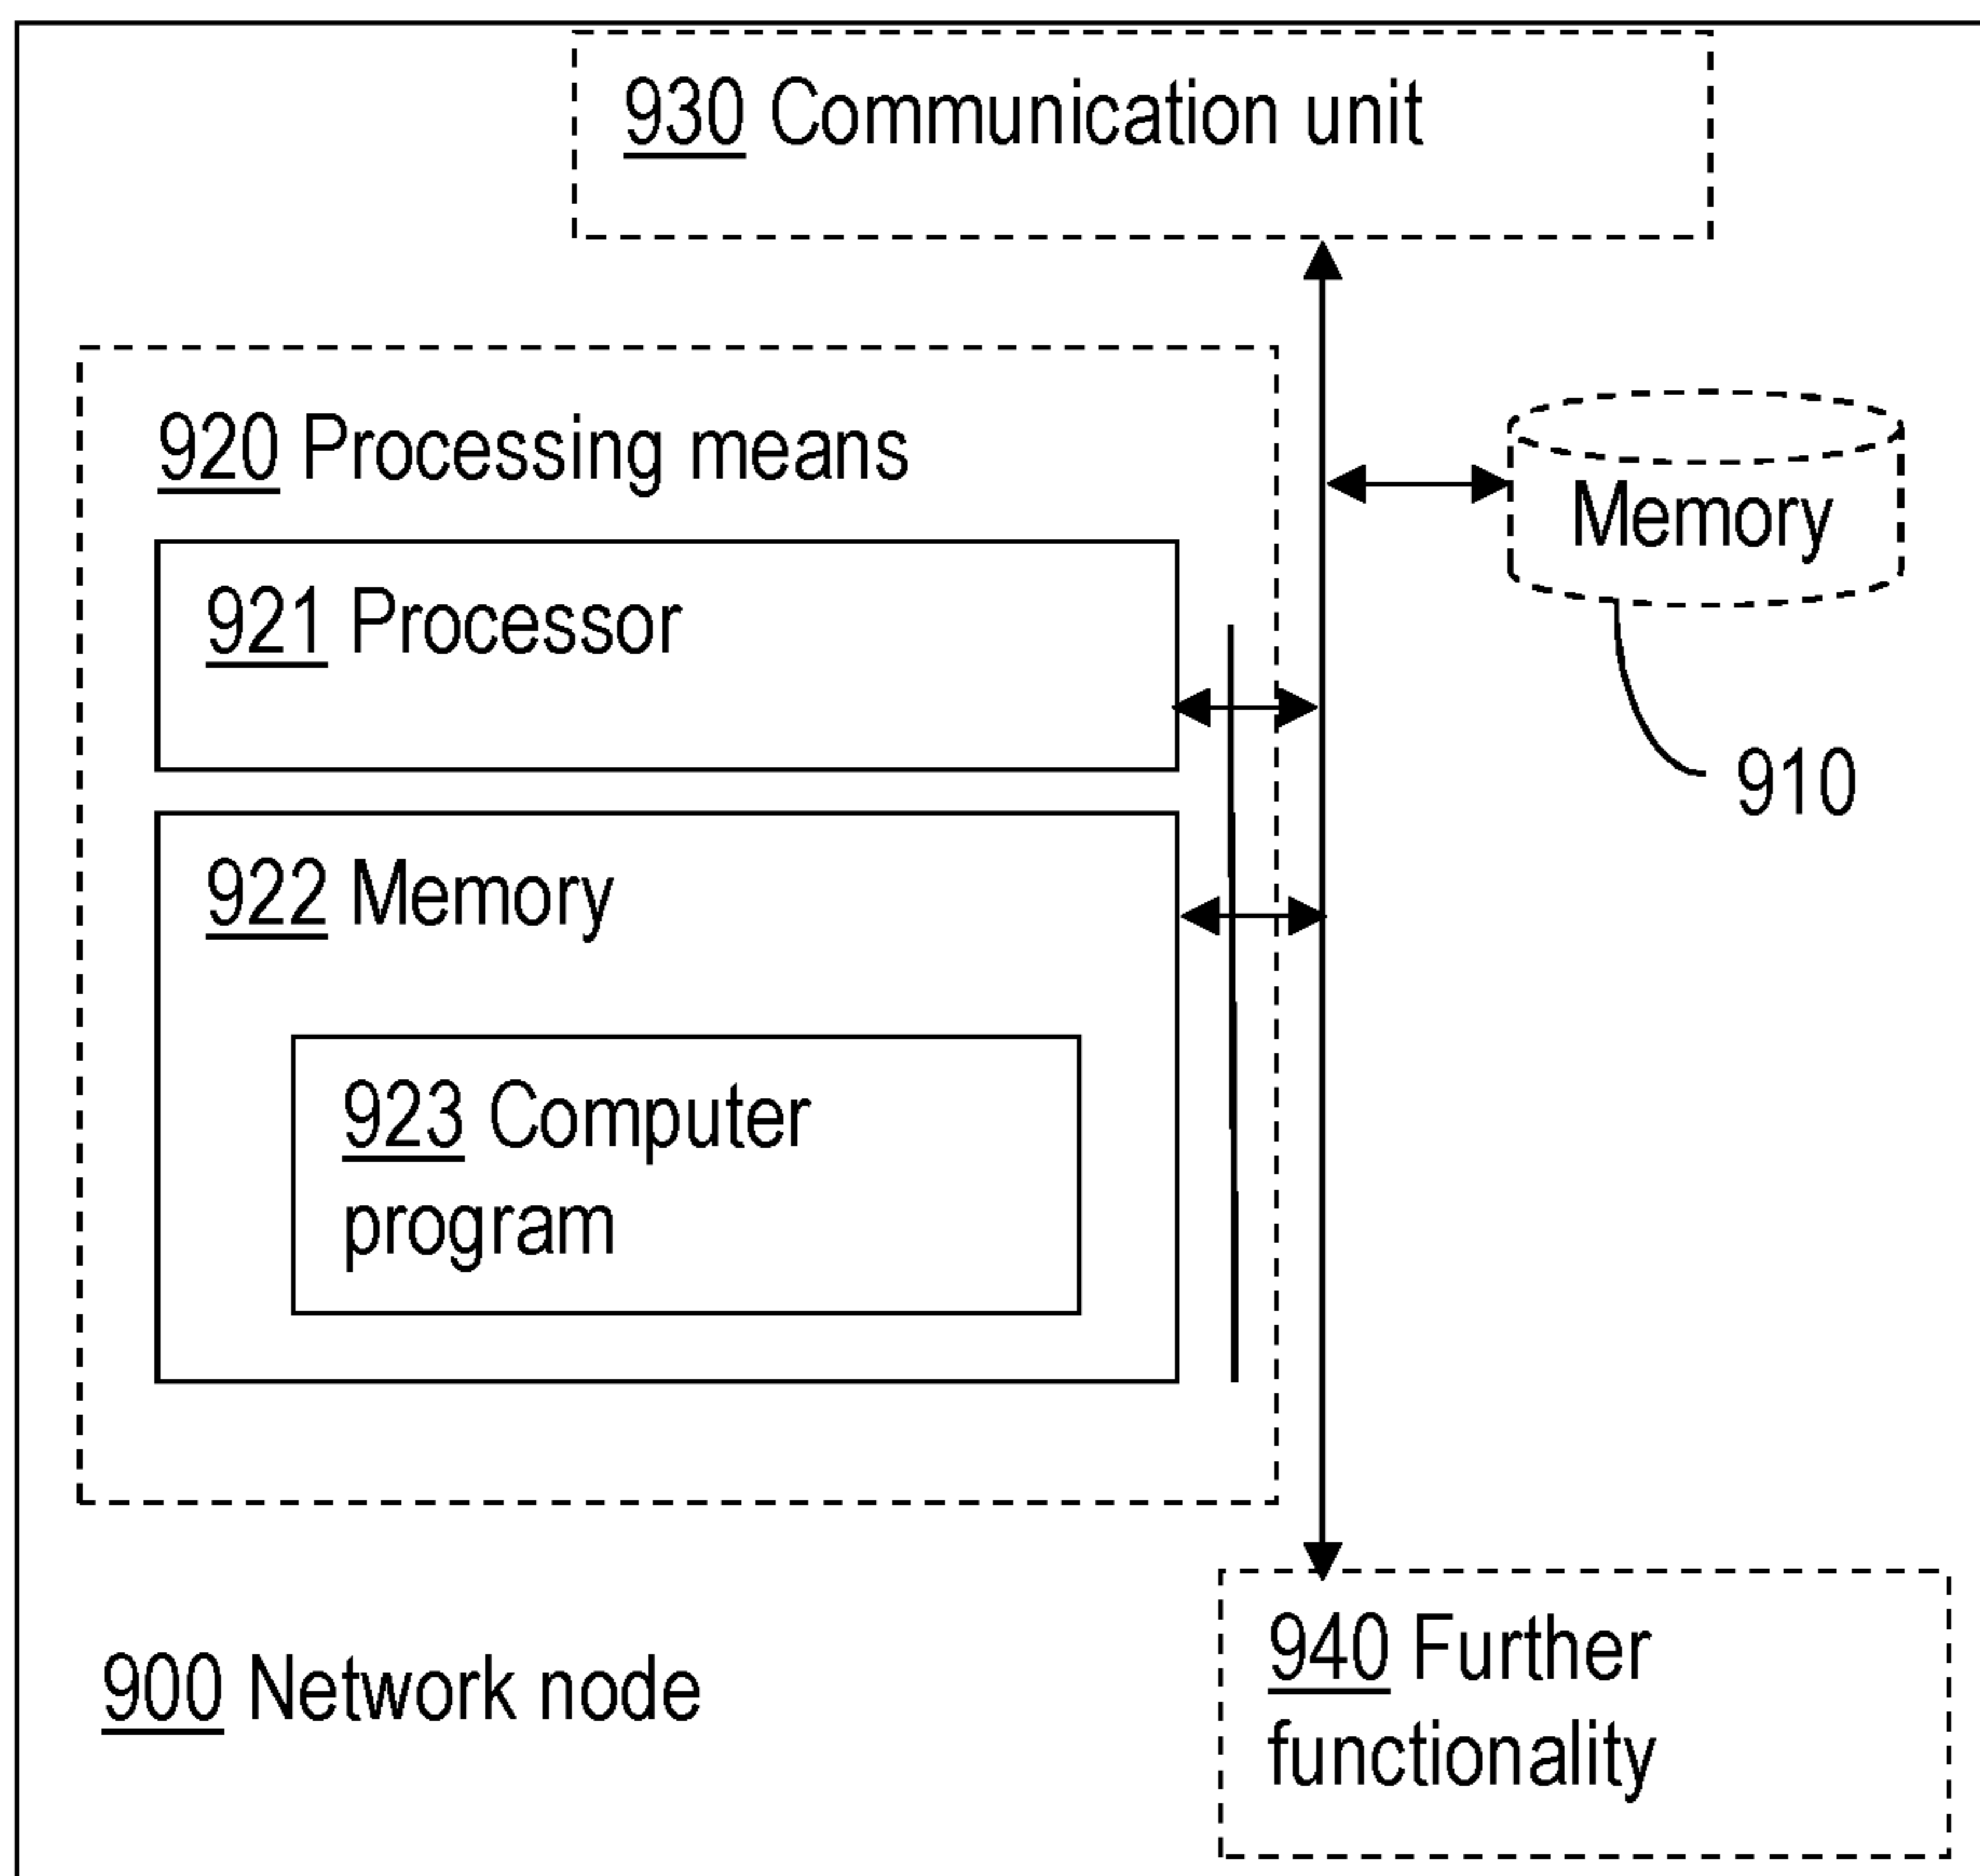 930 Communication unit
920 Processing means
Memory
921 Processor
910
922 Memory
923 Computer
program
900 Network node
940 Further
functionality